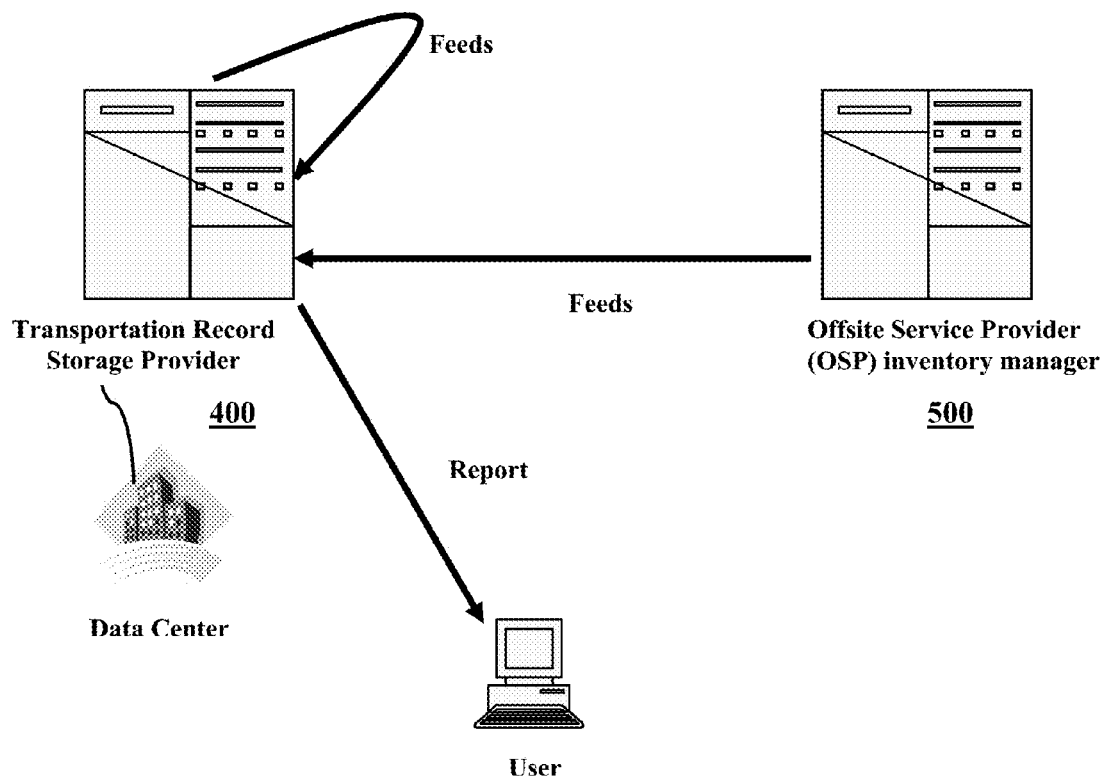 Feeds
Feeds
Transportation Record
Storage Provider
400
Offsite Service Provider
(OSP) inventory manager
500
Report
Data Center
User